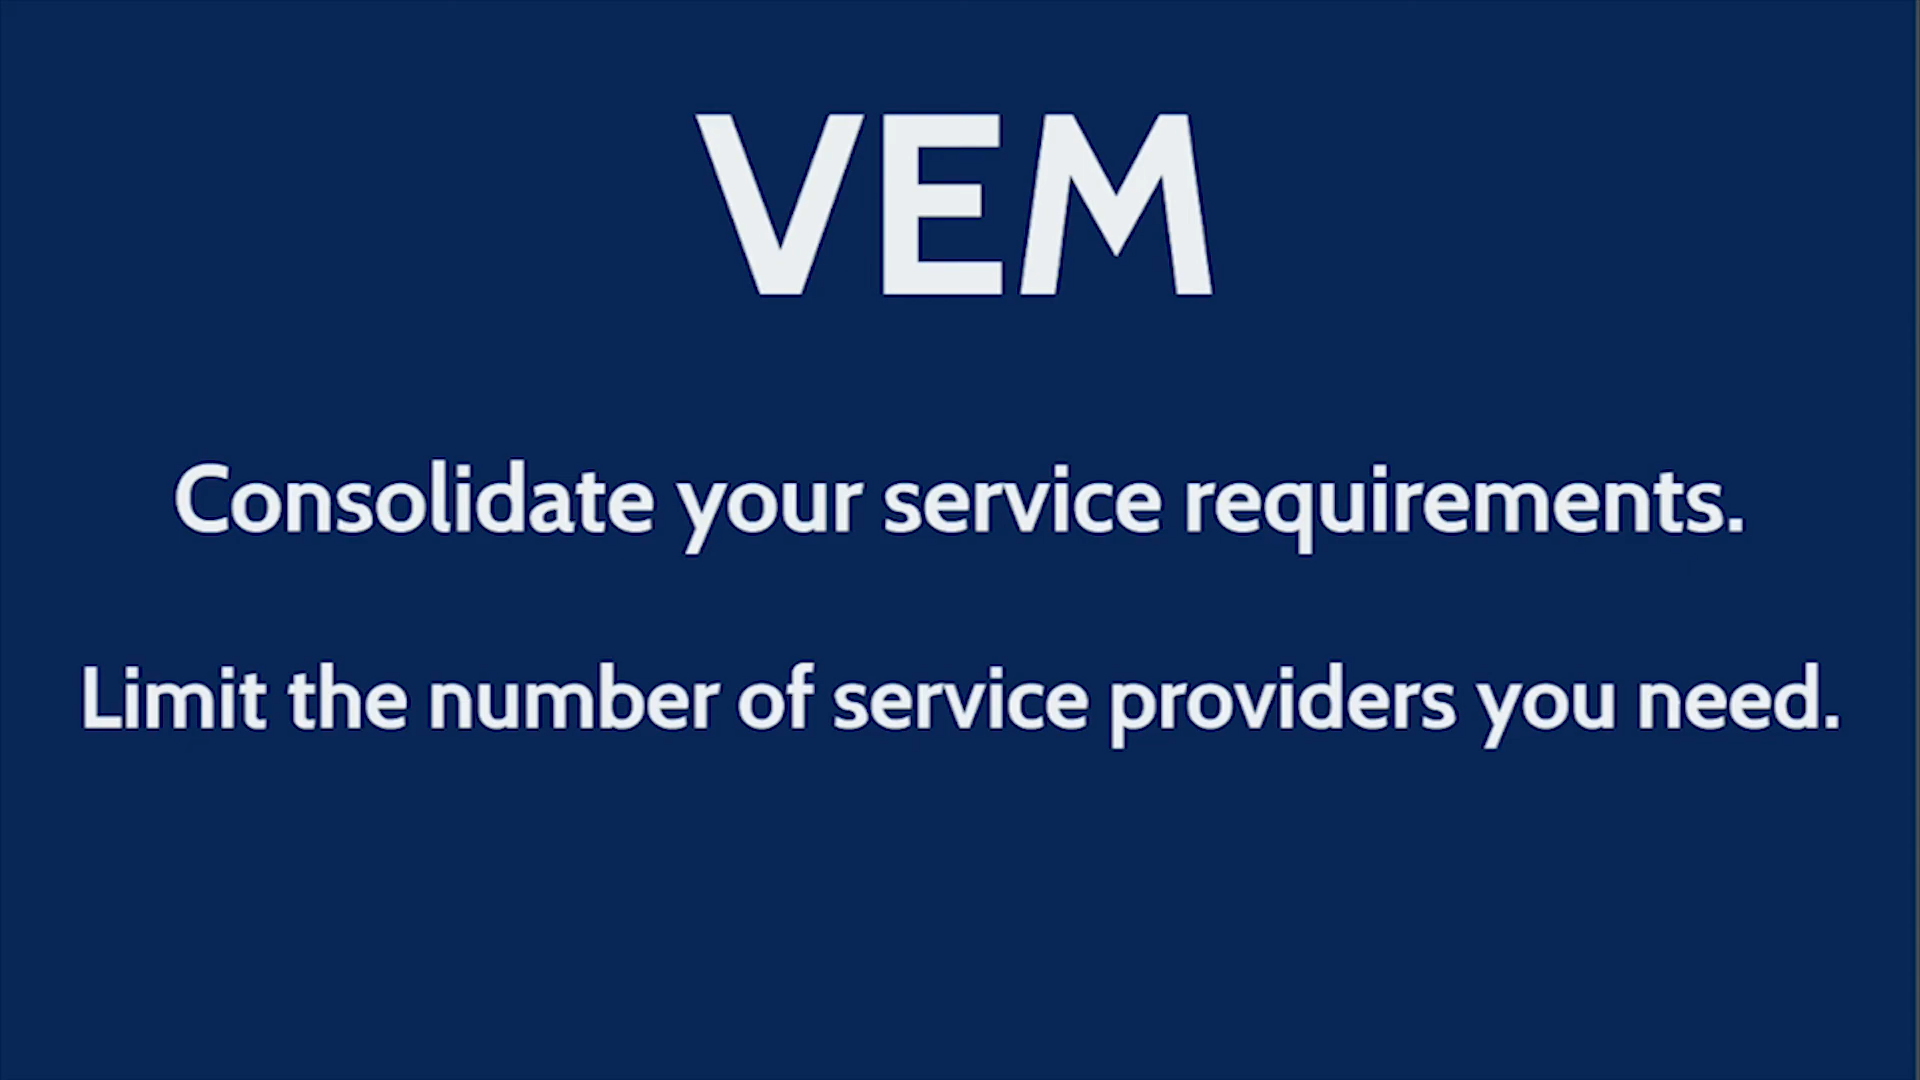 VEM
Consolidate your service requirements.
Limit the number of service providers you need.